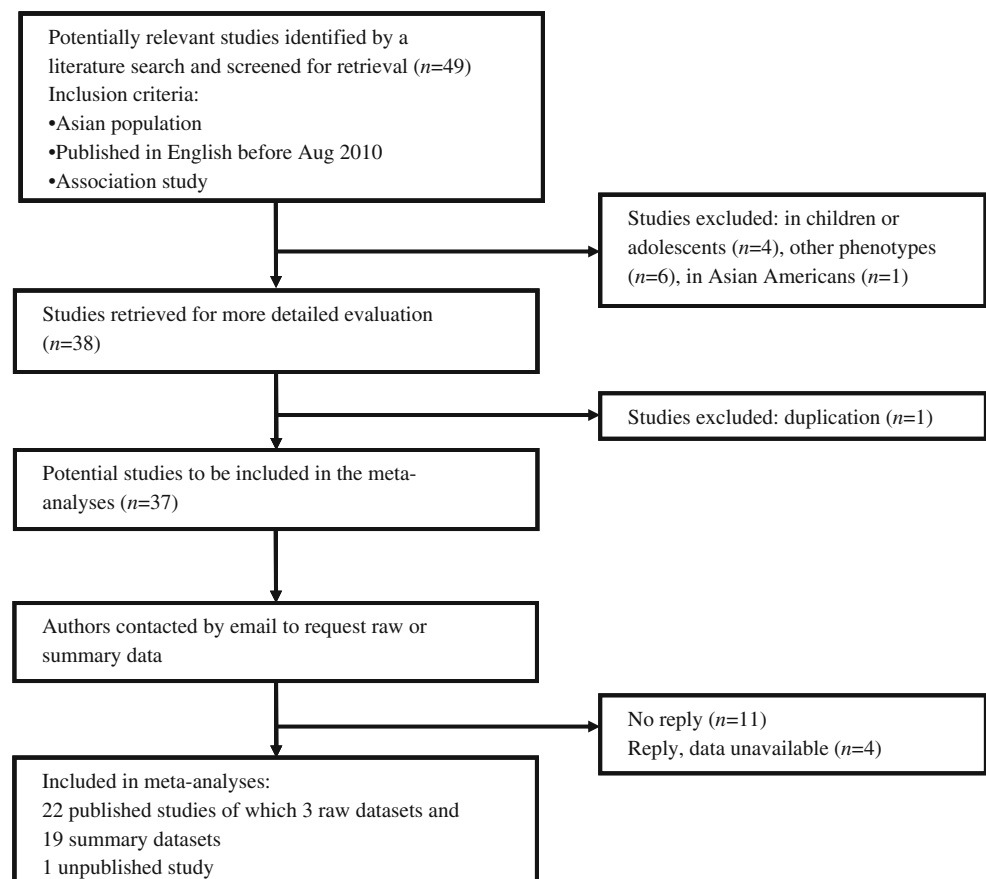 Potentially relevant studies identified by a
literature search and screened for retrieval (n=49)
Inclusion criteria:
•Asian population
•Published in English before Aug 2010
•Association study
Studies excluded: in children or
adolescents (n=4), other phenotypes
(n=6), in Asian Americans (n=1)
Studies retrieved for more detailed evaluation
(n=38)
Studies excluded: duplication (n=1)
Potential studies to be included in the meta-
analyses (n=37)
Authors contacted by email to request raw or
summary data
No reply (n=11)
Reply, data unavailable (n=4)
Included in meta-analyses:
22 published studies of which 3 raw datasets and
19 summary datasets
1 unpublished study